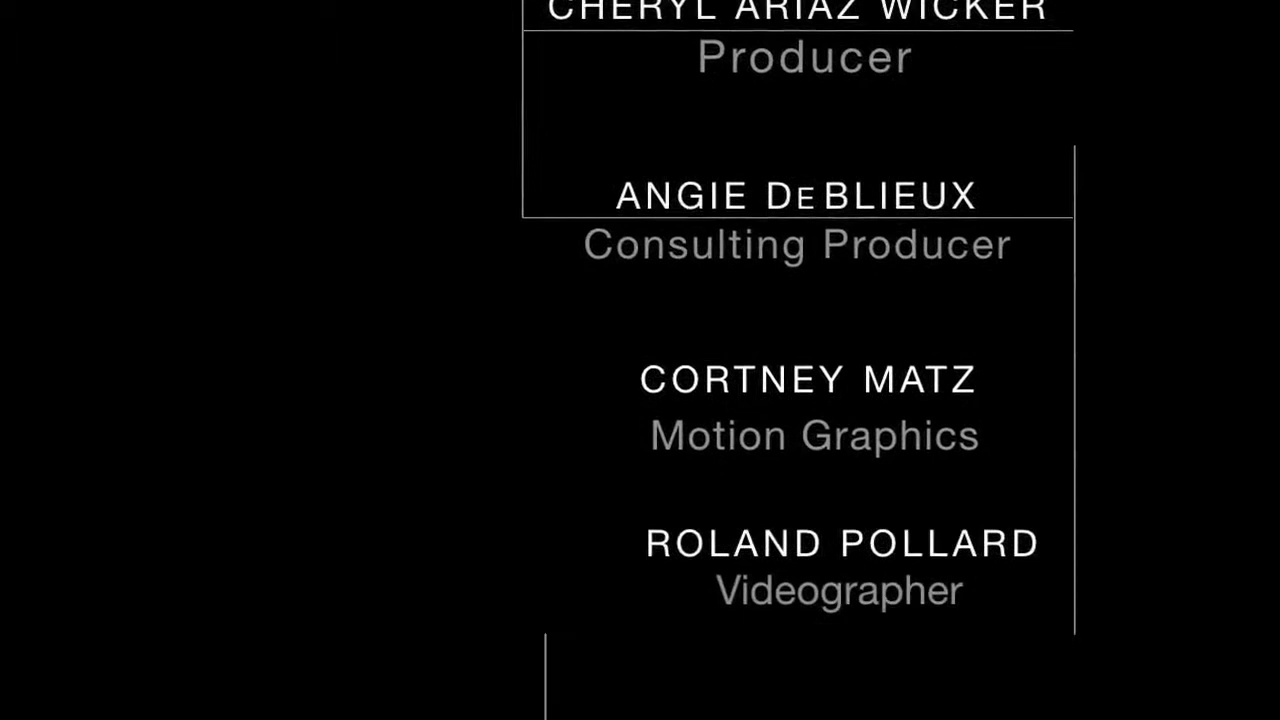 CHERYL ARIAZ WICKER
Producer
ANGIE DEBLIEUX
Consulting Producer
CORTNEY MATZ
Motion Graphics
ROLAND POLLARD
Videographer